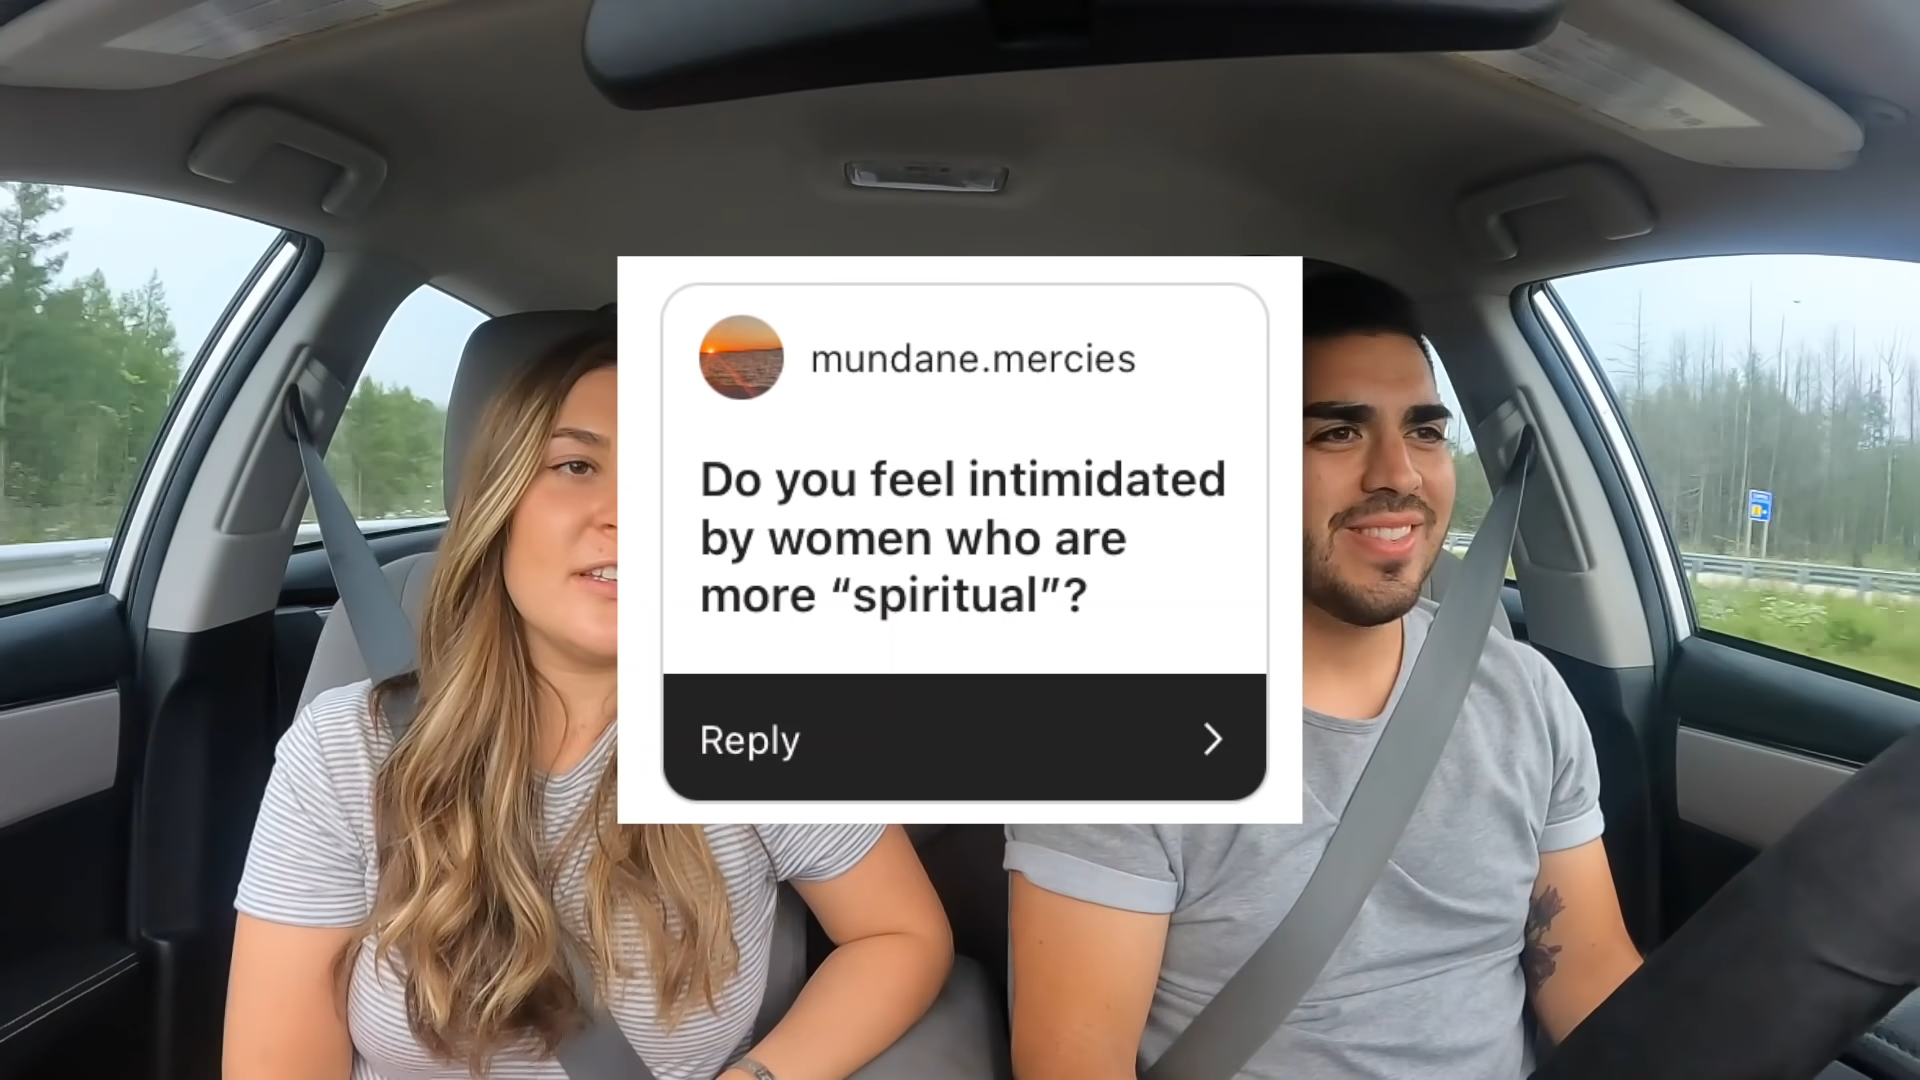 mundane.mercies
Do you feel intimidated
by women who are
more “spiritual”?
Reply